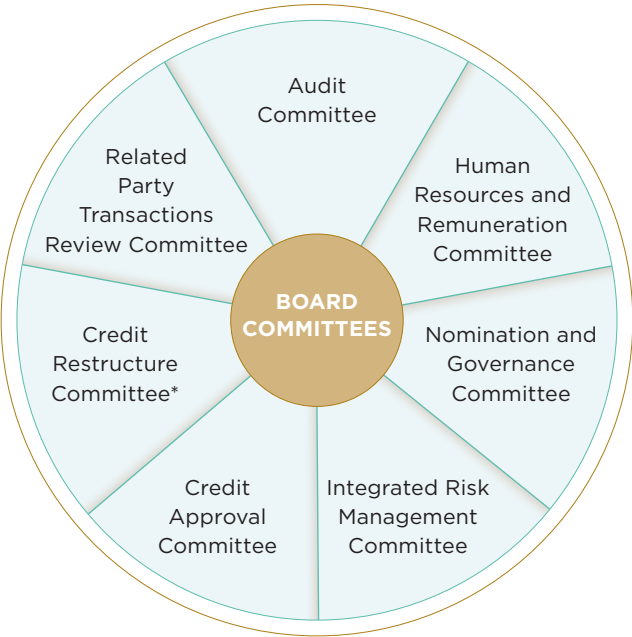 Audit
Committee
Human
Resources and
Remuneration
Committee
Nomination and
Governance
Committee
Integrated Risk
Management
Committee
Credit
Approval
Committee
Credit
Restructure
Committee*
Related
Party
Transactions
Review Committee
BOARD
COMMITTEES